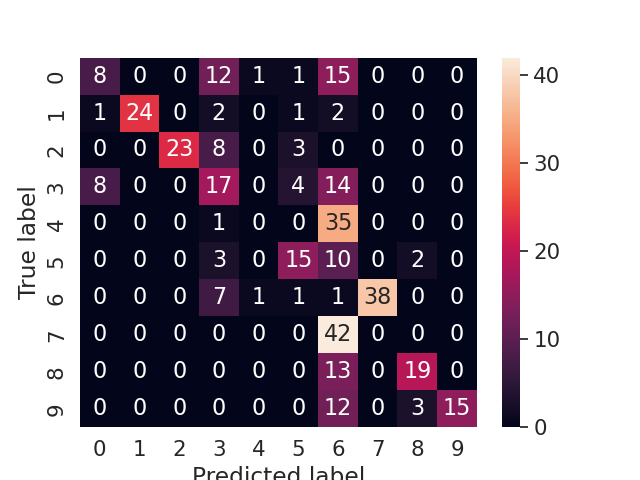 0 8 0 0 12 1 1 15 0 0 0
1 1 24 0 2 0 1 2 0 0 0
2 0 0 23 8 0 3 0 0 0 0
3 8 0 0 17 0 4 14 0 0 0
4 0 0 0 1 0 0 35 0 0 0
5 0 0 0 3 0 15 10 0 2 0
6 0 0 0 7 1 1 1 38 0 0
7 0 0 0 0 0 0 42 0 0 0
8 0 0 0 0 0 0 13 0 19 0
9 0 0 0 0 0 0 12 0 3 15
0 1 2 3 4 5 6 7 8 9
Predicted label
True label
40
30
20
10
0